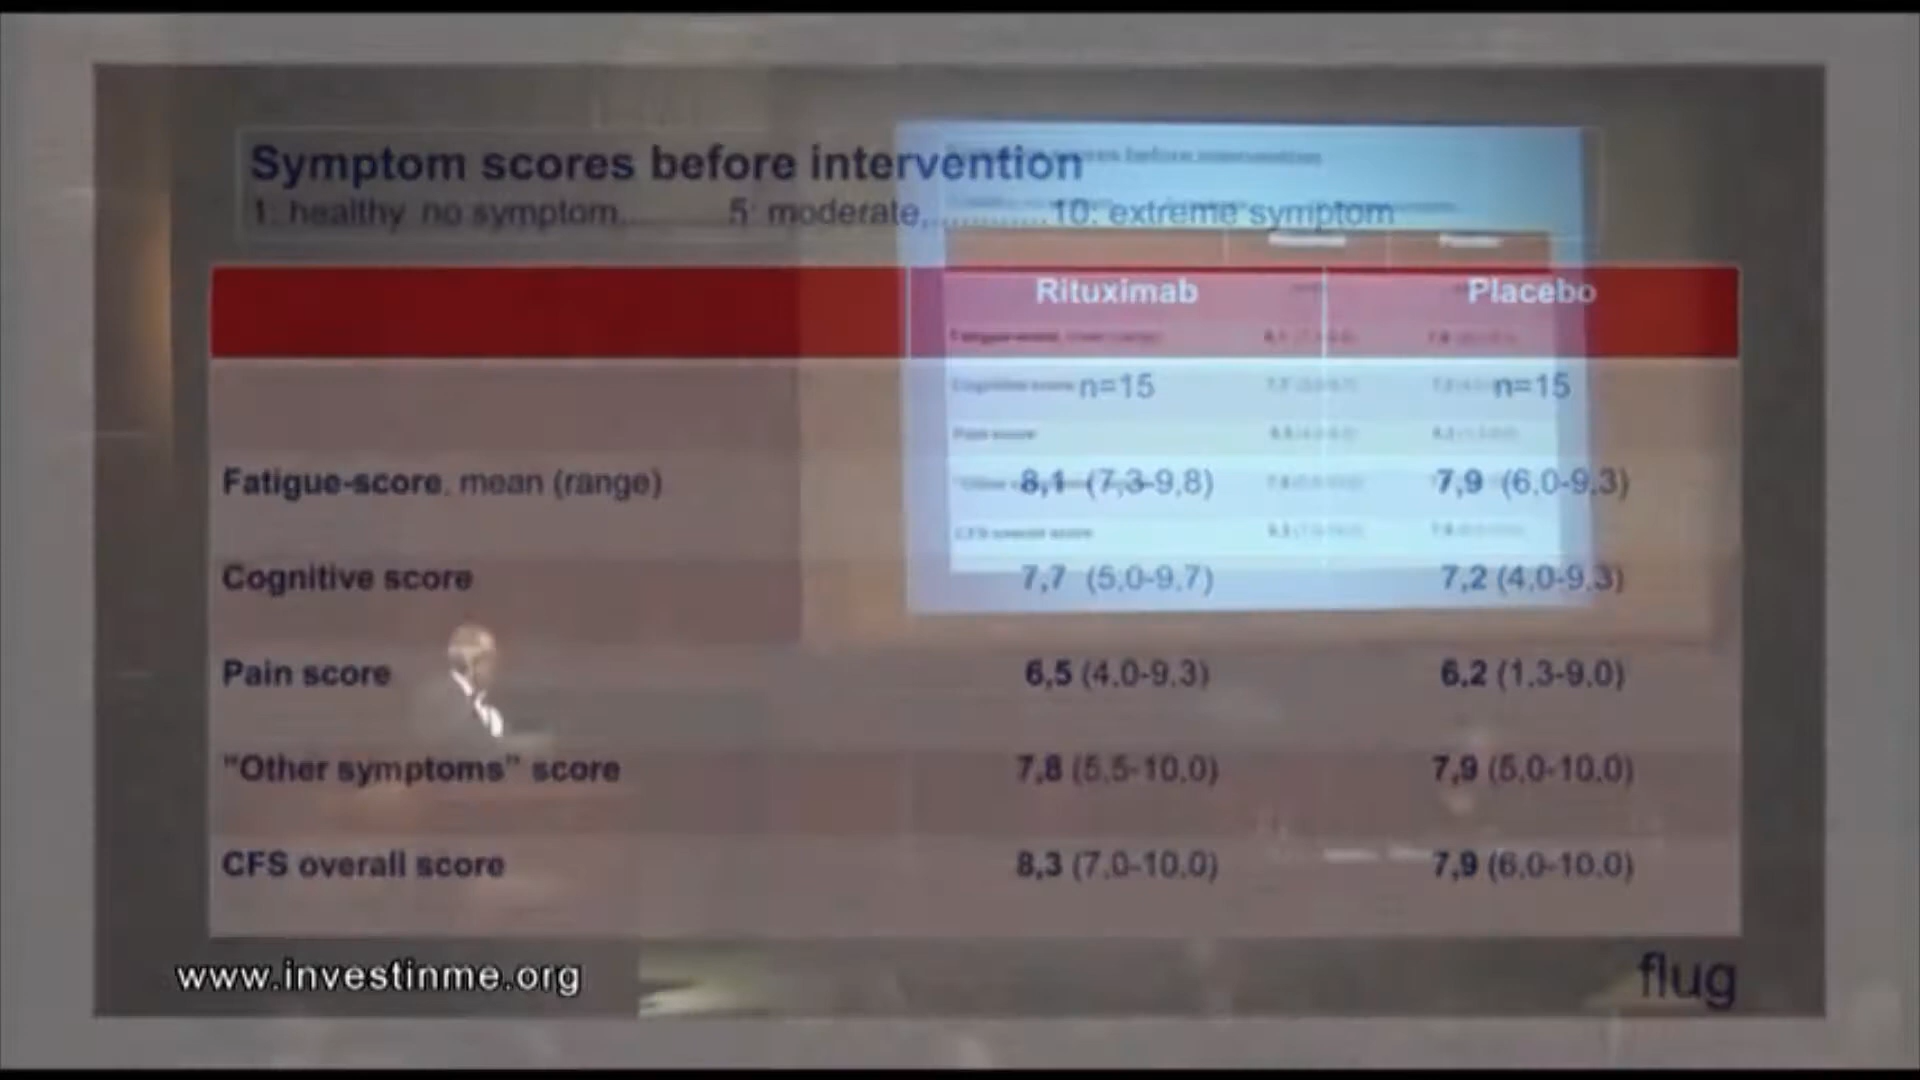 Symptom scores before intervention
1: healthy no symptom............5: moderate,............10: extreme symptom
Rituximab Placebo
n=15 n=15
Fatigue-score, mean (range) 8,1 (7,3-9,8) 7,9 (6,0-9,3)
Cognitive score 7,7 (5,0-9,7) 7,2 (4,0-9,3)
Pain score 6,5 (4,0-9,3) 6,2 (1,3-9,0)
"Other symptoms" score 7,8 (5,5-10,0) 7,9 (5,0-10,0)
CFS overall score 8,3 (7,0-10,0) 7,9 (6,0-10,0)
www.investinme.org
flug